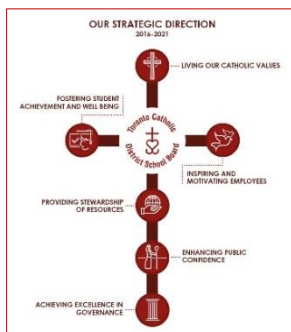 OUR STRATEGIC DIRECTION
2016-2021
LIVING OUR CATHOLIC VALUES
FOSTERING STUDENT
ACHIEVEMENT AND WELL BEING
Toronto Catholic
District School Board
INSPIRING AND
MOTIVATING EMPLOYEES
PROVIDING STEWARDSHIP
OF RESOURCES
ENHANCING PUBLIC
CONFIDENCE
ACHIEVING EXCELLENCE IN
GOVERNANCE